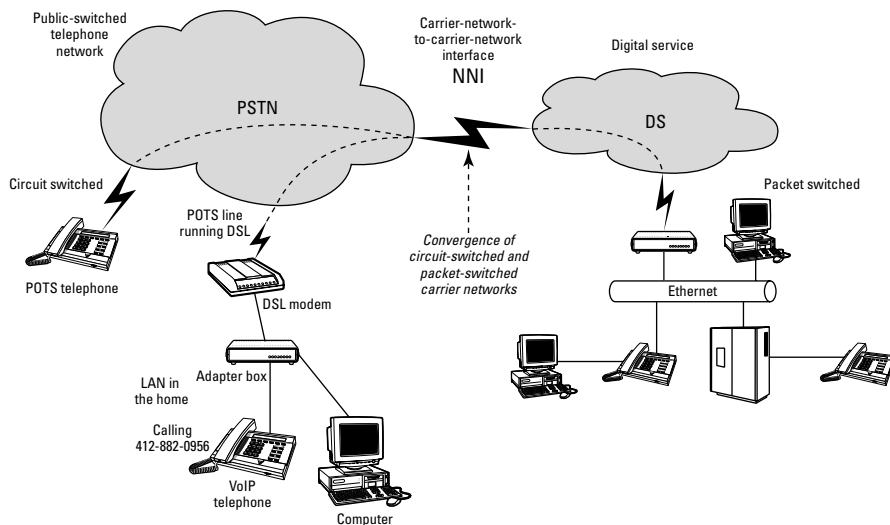 Public-switched
telephone
network
Carrier-network-
to-carrier-network
interface
NNI
Digital service
PSTN
DS
Circuit switched
POTS telephone
POTS line
running DSL
Convergence of
circuit-switched and
packet-switched
carrier networks
Packet switched
DSL modem
Ethernet
Adapter box
LAN in
the home
Calling
412-882-0956
VoIP
telephone
Computer